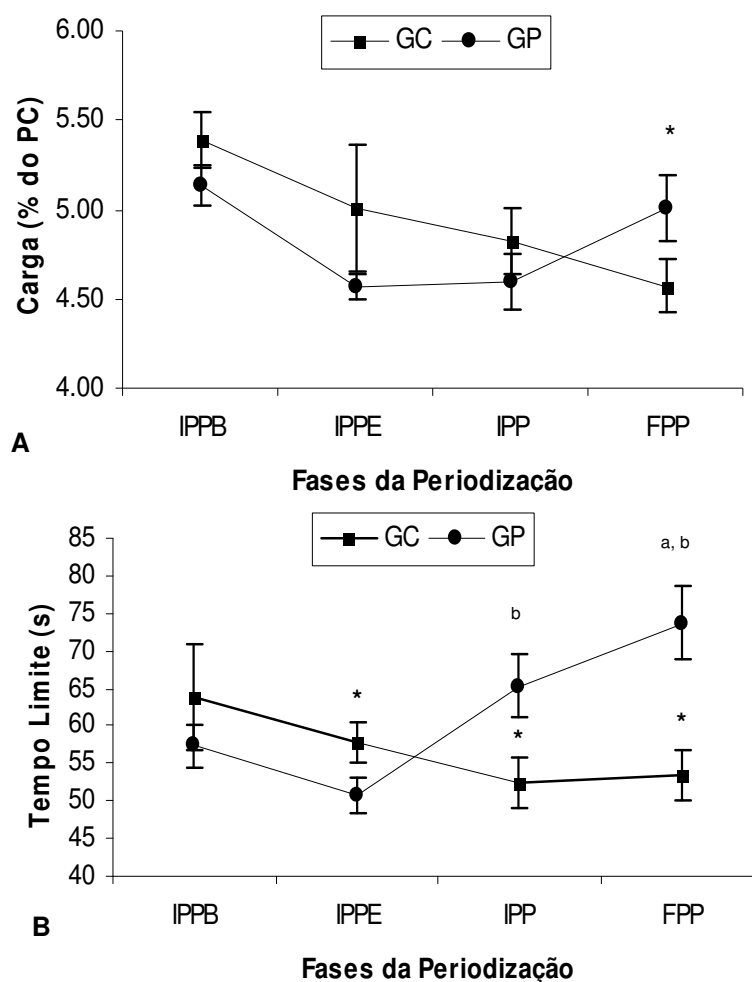 6.00
GC GP
5.50
*
5.00
4.50
4.00
Carga (% do PC)
IPPB IPPE IPP FPP
A
Fases da Periodização
85
GC GP
80
a, b
75
b
70
*
65
*
60
*
55
50
45
40
Tempo Limite (s)
IPPB IPPE IPP FPP
B
Fases da Periodização